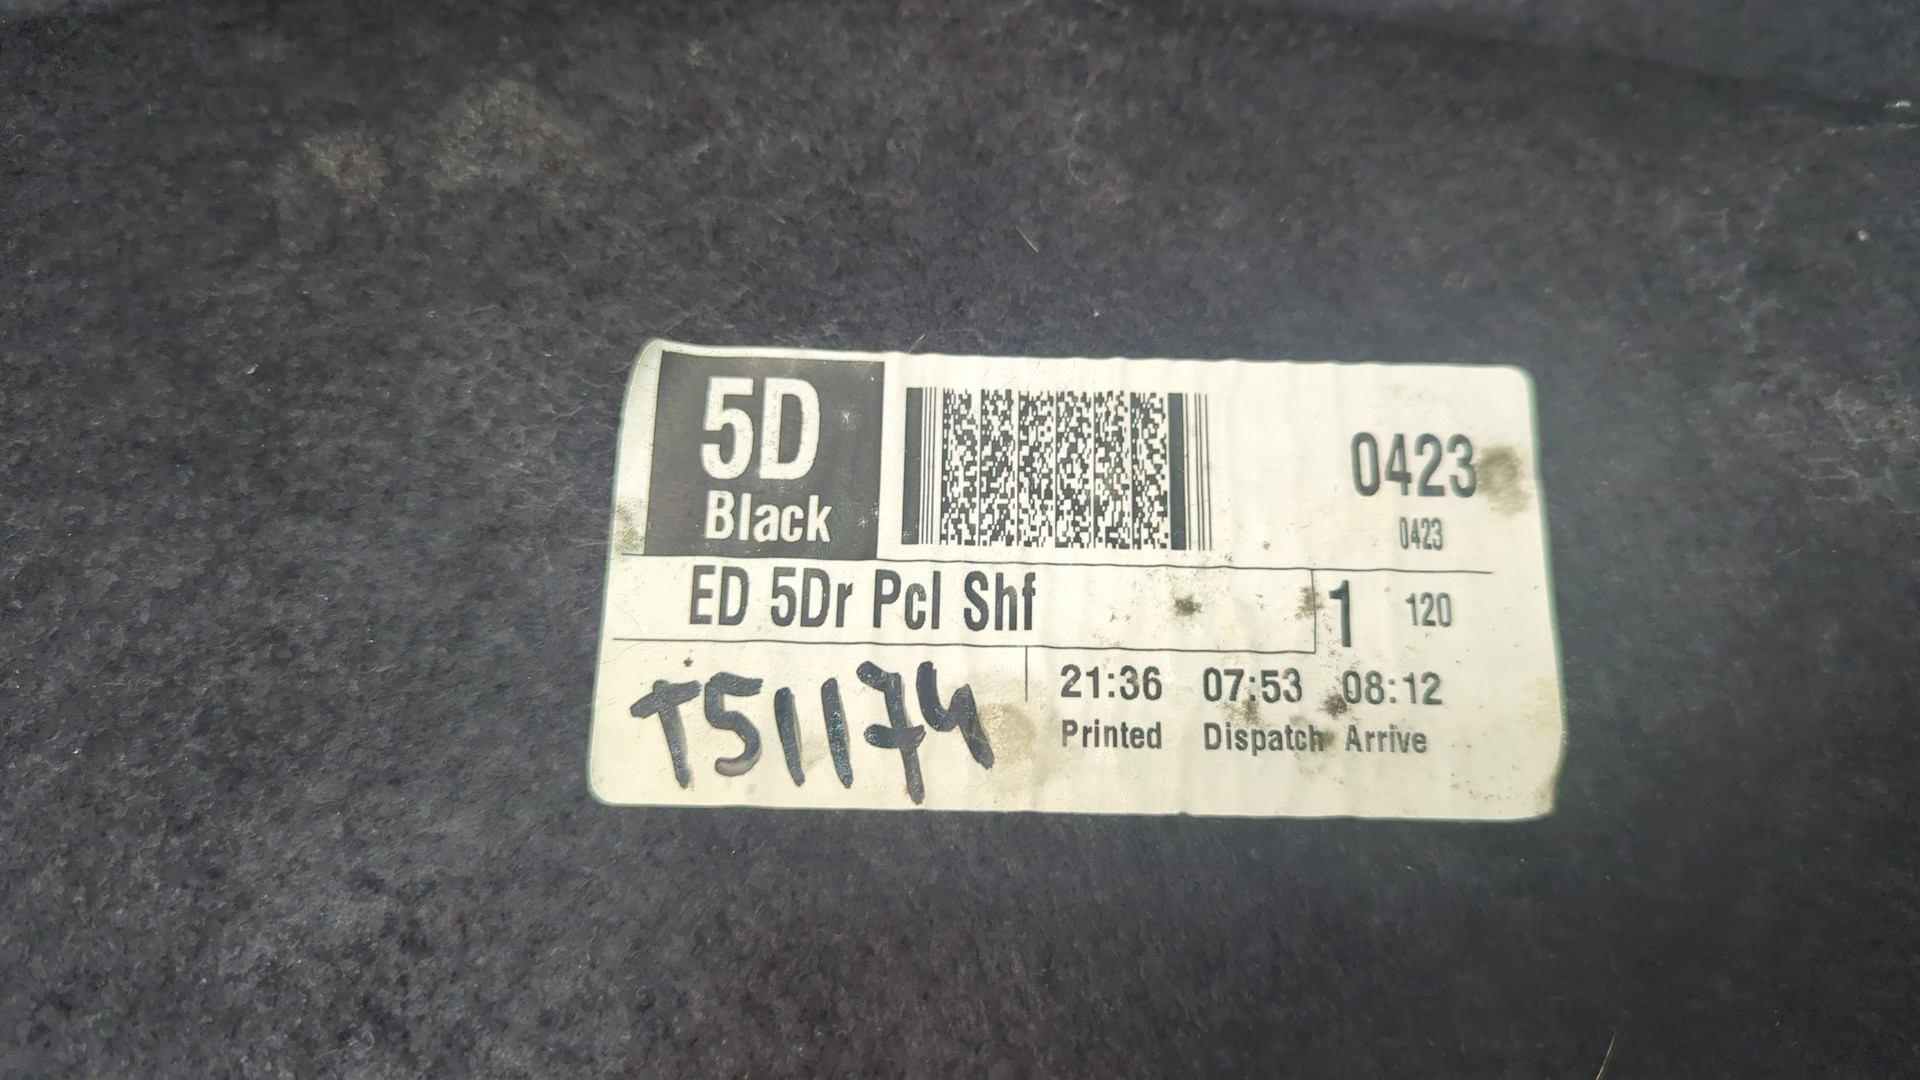 5D
Black
0423
0423
ED 5Dr Pcl Shf
1 120
T51174
21:36 07:53 08:12
Printed Dispatch Arrive